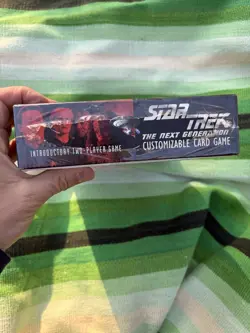 STAR
TREK
THE NEXT GENERATION
INTRODUCTORY TWO-PLAYER GAME
CUSTOMIZABLE CARD GAME